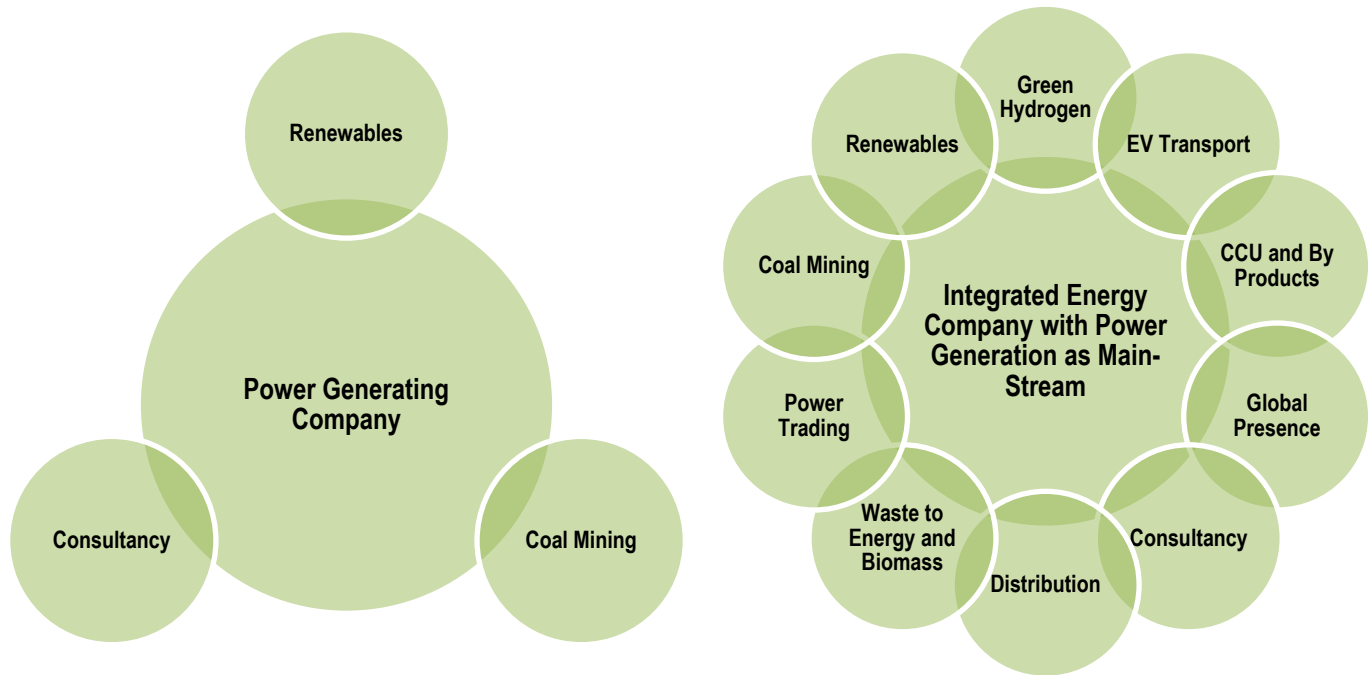 Renewables
Power Generating
Company
Consultancy
Coal Mining
Green
Hydrogen
Renewables
EV Transport
Coal Mining
CCU and By
Products
Integrated Energy
Company with Power
Generation as Main-
Stream
Power
Trading
Global
Presence
Waste to
Energy and
Biomass
Consultancy
Distribution